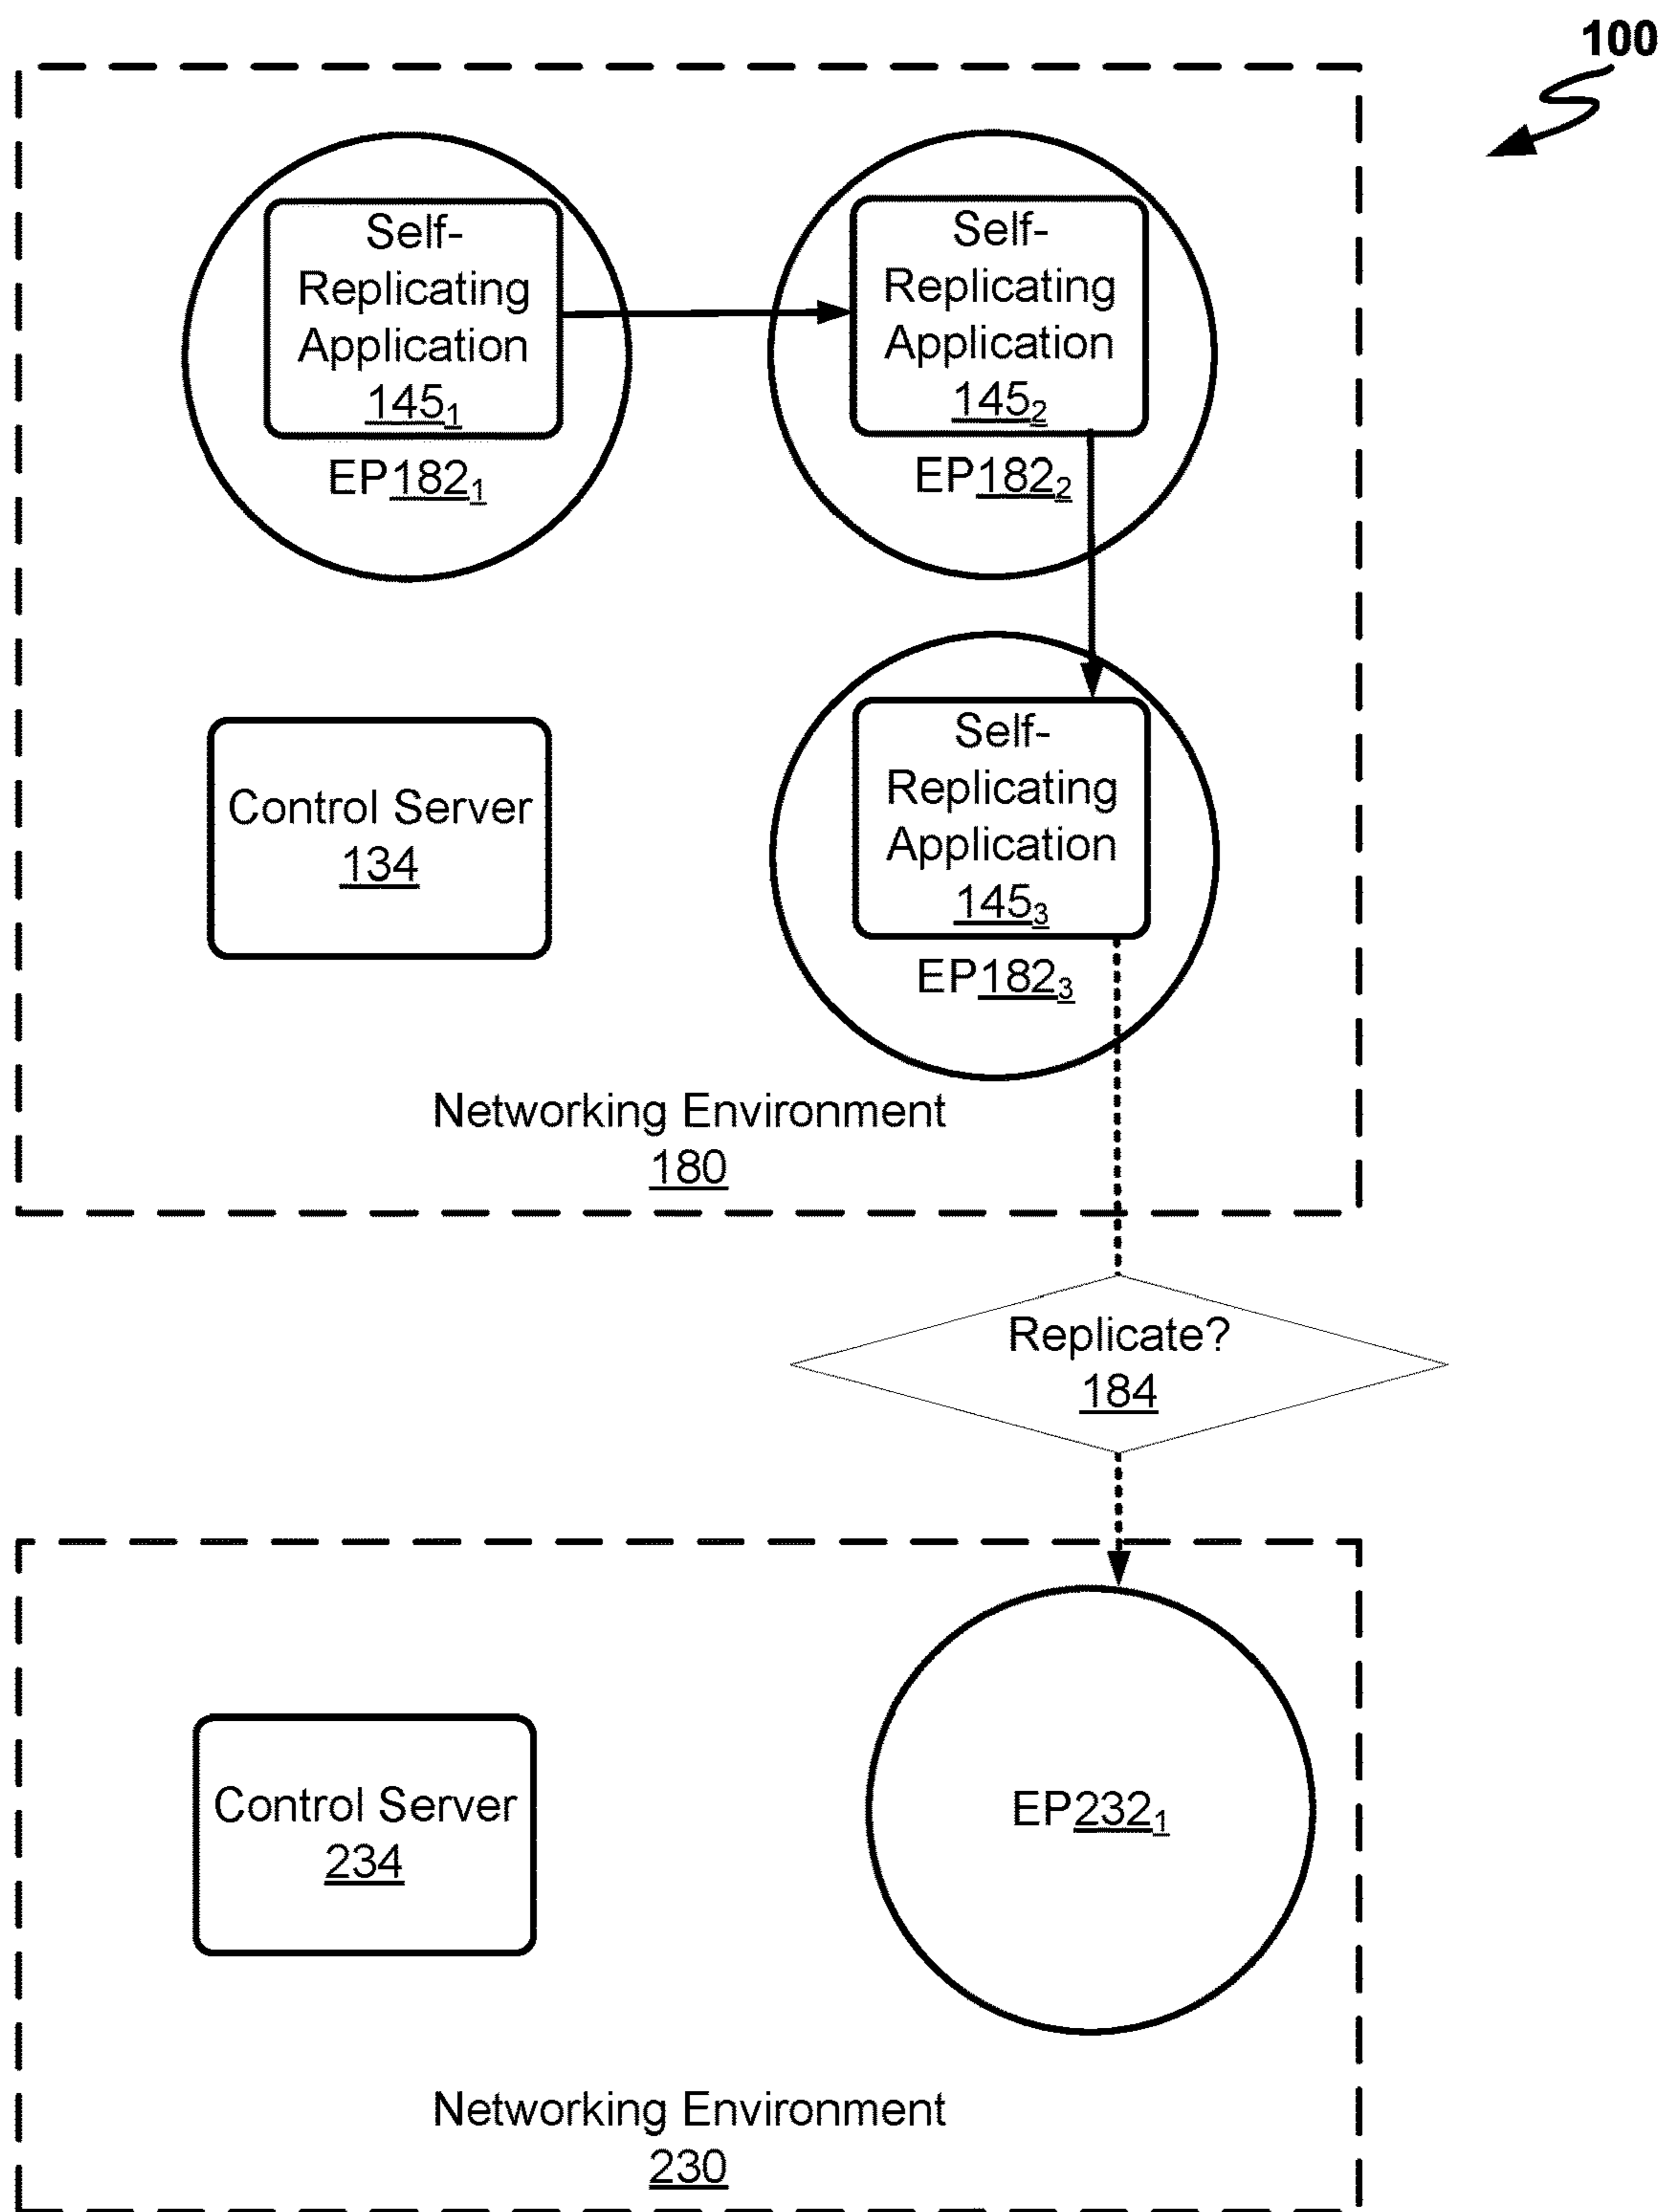 100
Self-
Replicating
Application
145₁
EP182₁
Self-
Replicating
Application
145₂
EP182₂
Control Server
134
Self-
Replicating
Application
145₃
EP182₃
Networking Environment
180
Replicate?
184
Control Server
234
EP232₁
Networking Environment
230